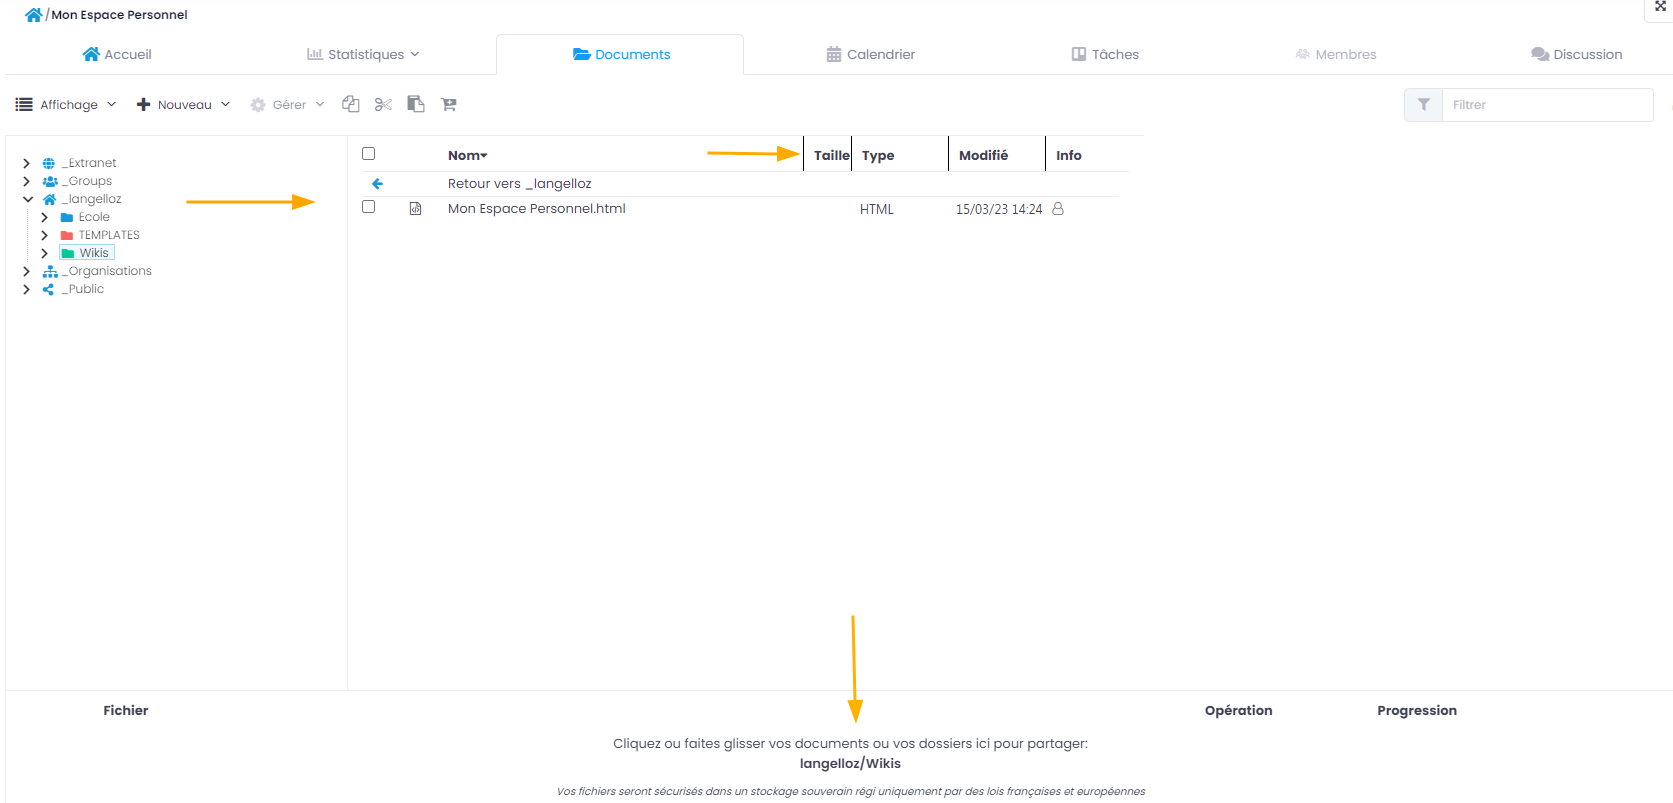 /Mon Espace Personnel
Accueil
Statistiques
Documents
Calendrier
Tâches
Membres
Discussion
Affichage
Nouveau
Gérer
Filtrer
_Extranet
_Groups
_langelloz
Ecole
TEMPLATES
Wikis
_Organisations
_Public
Nom Taille Type Modifié Info
Retour vers _langelloz
Mon Espace Personnel.html HTML 15/03/23 14:24
Fichier Opération Progression
Cliquez ou faites glisser vos documents ou vos dossiers ici pour partager:
langelloz/Wikis
Vos fichiers seront sécurisés dans un stockage souverain régi uniquement par des lois françaises et européennes